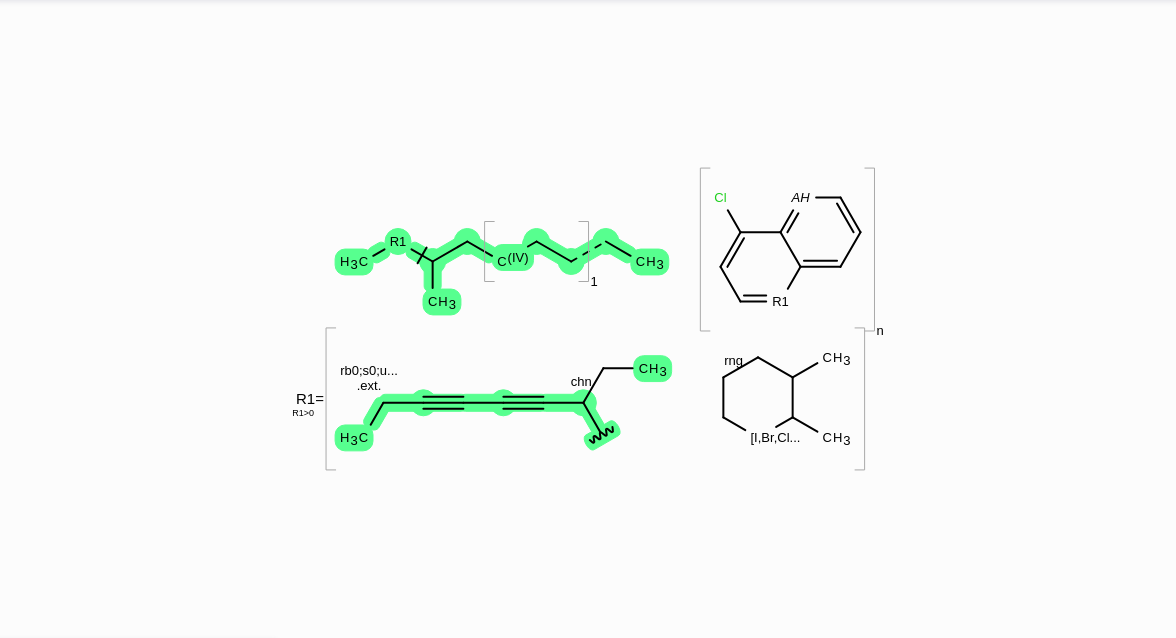 Cl
AH
R1
H3C
C(IV)
CH3
1
CH3
R1
n
R1=
R1>0
rb0;s0;u...
.ext.
H3C
chn
CH3
rng
CH3
[I,Br,Cl...
CH3